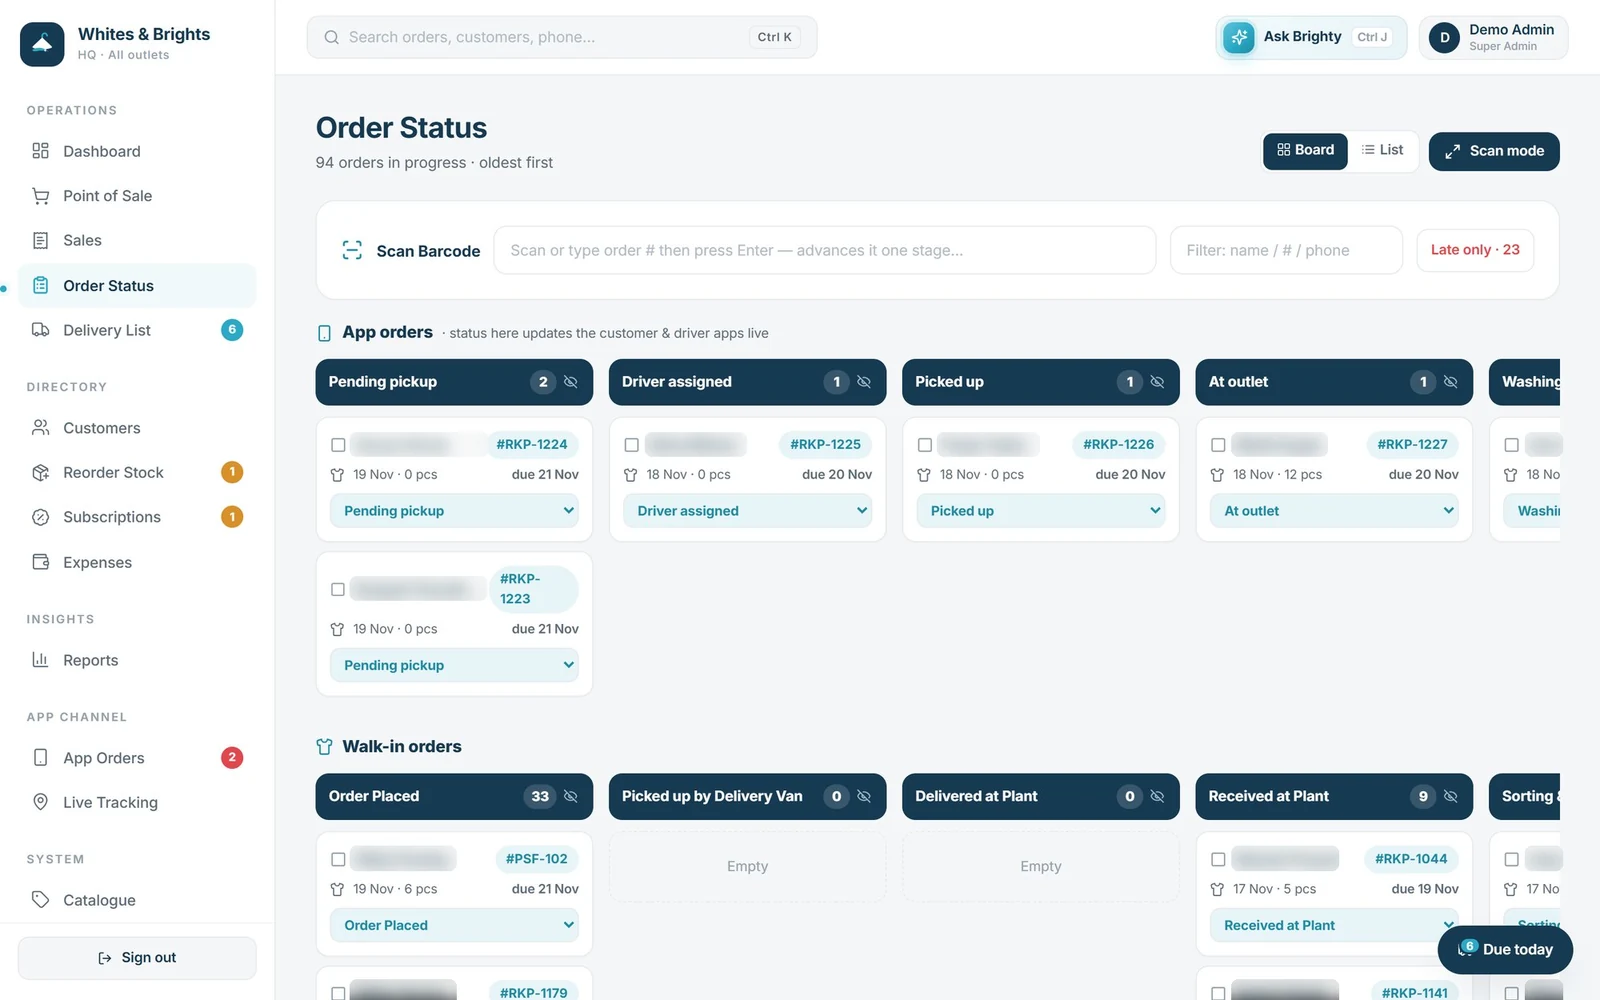 Whites & Brights
HQ · All outlets
OPERATIONS
Dashboard
Point of Sale
Sales
Order Status
Delivery List 6
DIRECTORY
Customers
Reorder Stock 1
Subscriptions 1
Expenses
INSIGHTS
Reports
APP CHANNEL
App Orders 2
Live Tracking
SYSTEM
Catalogue
Sign out
Search orders, customers, phone... Ctrl K
Ask Brighty Ctrl J
D Demo Admin
Super Admin
Order Status
94 orders in progress · oldest first
Board List Scan mode
Scan Barcode Scan or type order # then press Enter — advances it one stage... Filter: name / # / phone Late only · 23
App orders · status here updates the customer & driver apps live
Pending pickup 2 Driver assigned 1 Picked up 1 At outlet 1 Washing
#RKP-1224 #RKP-1225 #RKP-1226 #RKP-1227
19 Nov · 0 pcs due 21 Nov 18 Nov · 0 pcs due 20 Nov 18 Nov · 0 pcs due 20 Nov 18 Nov · 12 pcs due 20 Nov 18 No
Pending pickup Driver assigned Picked up At outlet Washin
#RKP-
1223
19 Nov · 0 pcs due 21 Nov
Pending pickup
Walk-in orders
Order Placed 33 Picked up by Delivery Van 0 Delivered at Plant 0 Received at Plant 9 Sorting &
#PSF-102 Empty Empty #RKP-1044
19 Nov · 6 pcs due 21 Nov 17 Nov · 5 pcs due 19 Nov 17 No
Order Placed Received at Plant Sorting
6 Due today
#RKP-1179 #RKP-1141